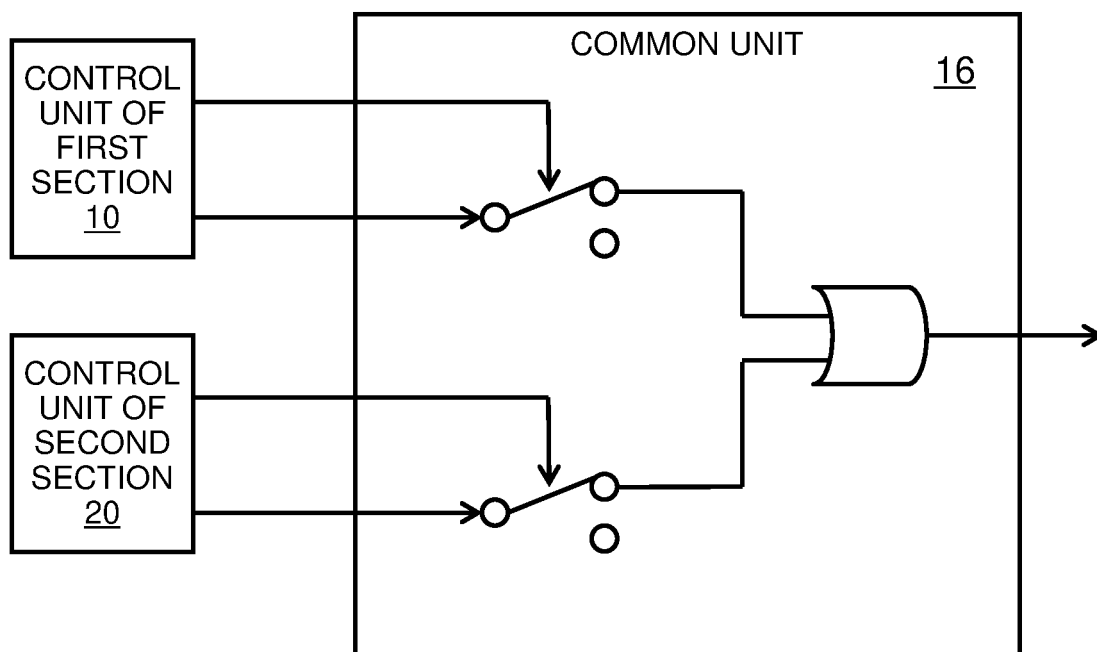 COMMON UNIT
16
CONTROL
UNIT OF
FIRST
SECTION
10
CONTROL
UNIT OF
SECOND
SECTION
20